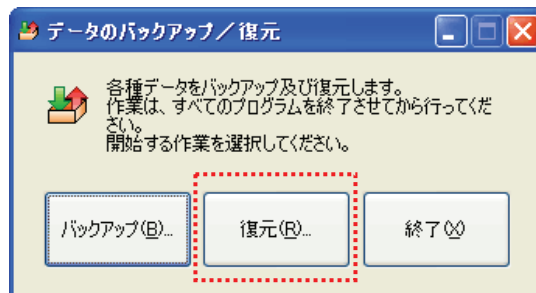 データのバックアップ／復元
各種データをバックアップ及び復元します。
作業は、すべてのプログラムを終了させてから行ってくだ
さい。
開始する作業を選択してください。
バックアップ(B)... 復元(R)... 終了(X)